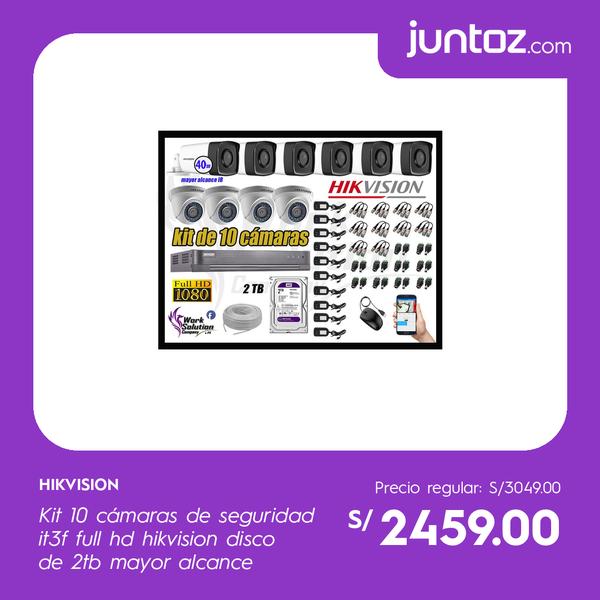 juntoz.com
40m
mayor alcance IR
HIKVISION
kit de 10 cámaras
Full HD
1080
2 TB
Work
Solution
Company
HIKVISION
Precio regular: S/3049.00
Kit 10 cámaras de seguridad
it3f full hd hikvision disco
de 2tb mayor alcance
S/ 2459.00